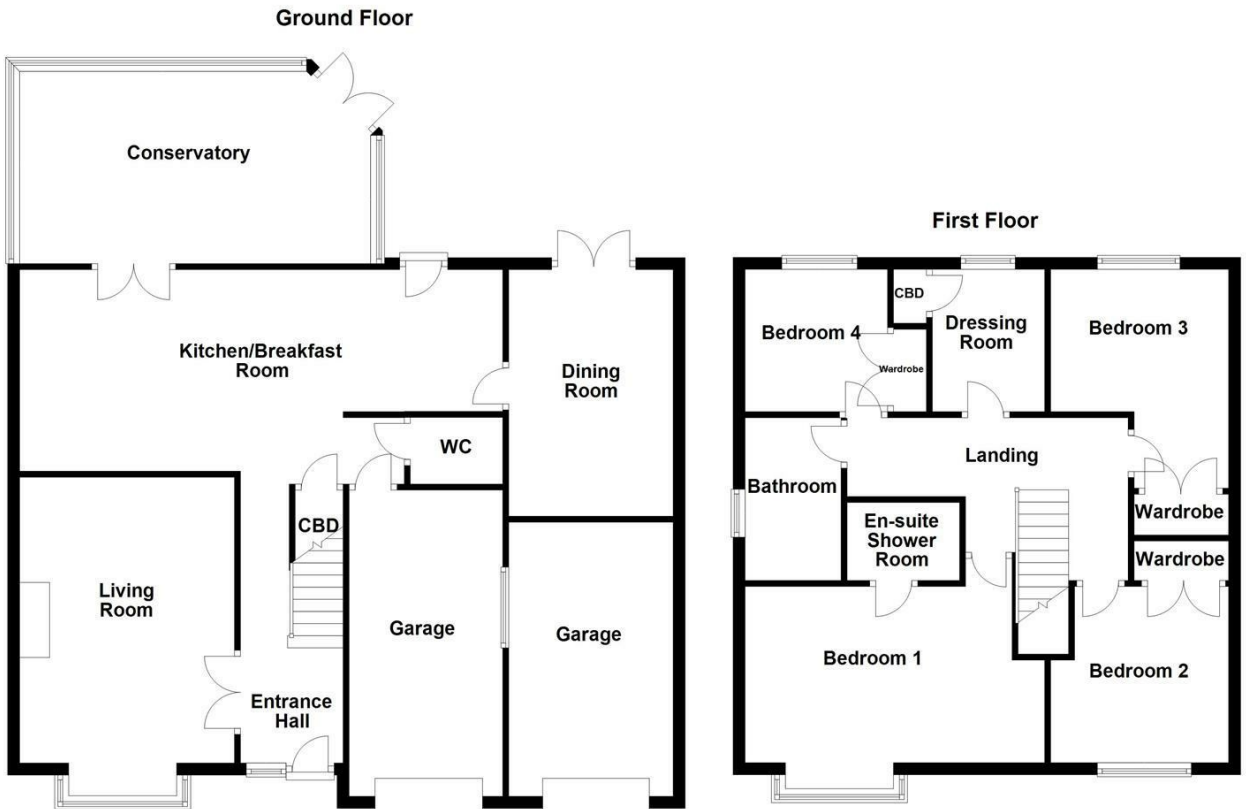 Ground Floor
Conservatory
Kitchen/Breakfast
Room
Dining
Room
WC
CBD
Living
Room
Garage
Garage
Entrance
Hall
First Floor
CBD
Bedroom 4
Dressing
Room
Bedroom 3
Wardrobe
Landing
Bathroom
En-suite
Shower
Room
Wardrobe
Wardrobe
Bedroom 1
Bedroom 2